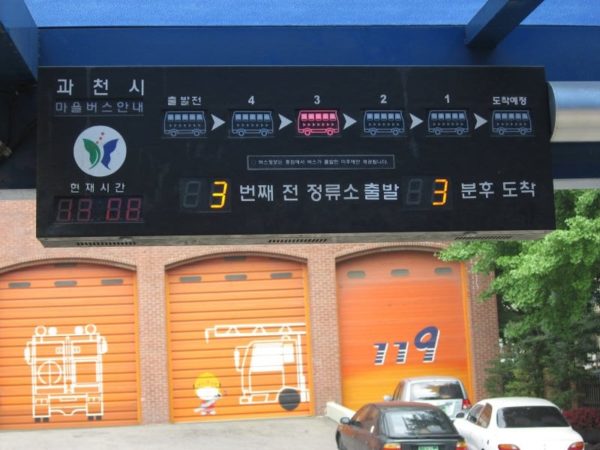 과천시
마을버스안내
출발전 4 3 2 1 도착예정
현재시간
3 번째 전 정류소출발 3 분후 도착
119